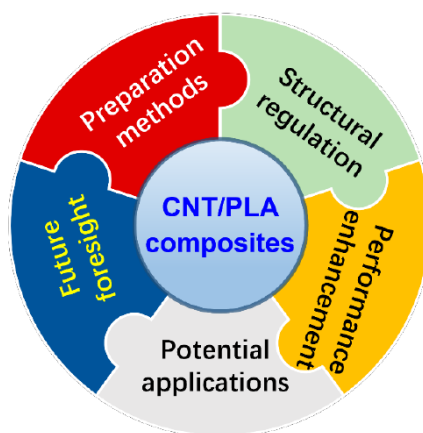 Preparation
methods
Structural
regulation
Performance
enhancement
Potential
applications
Future
foresight
CNT/PLA
composites